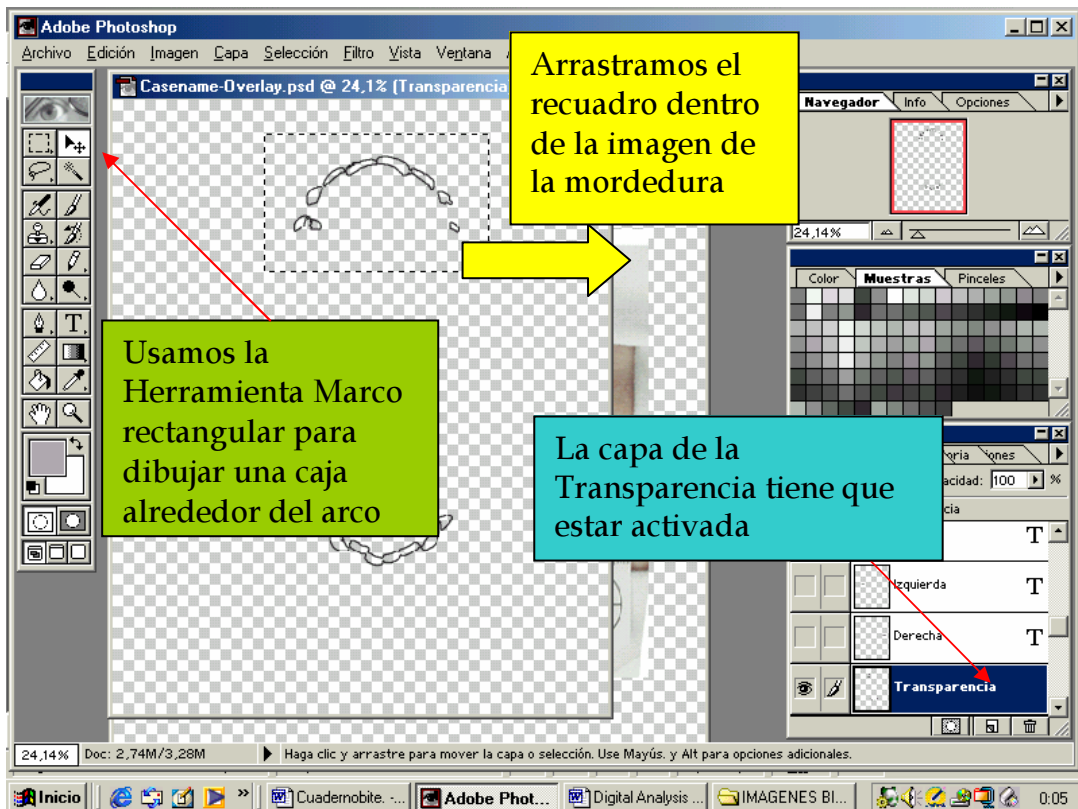 Adobe Photoshop
Archivo Edición Imagen Capa Selección Filtro Vista Ventana
Casename-Overlay.psd @ 24,1% (Transparencia
Arrastramos el
recuadro dentro
de la imagen de
la mordedura
Navegador Info Opciones
24,14%
Color Muestras Pinceles
Usamos la
Herramienta Marco
rectangular para
dibujar una caja
alrededor del arco
La capa de la
Transparencia tiene que
estar activada
oria iones
acidad: 100 %
cia
T
Izquierda T
Derecha T
Transparencia
24,14% Doc: 2,74M/3,28M Haga clic y arrastre para mover la capa o selección. Use Mayús. y Alt para opciones adicionales.
Inicio » Cuadernobite. -... Adobe Phot... Digital Analysis ... IMAGENES BI... 0:05